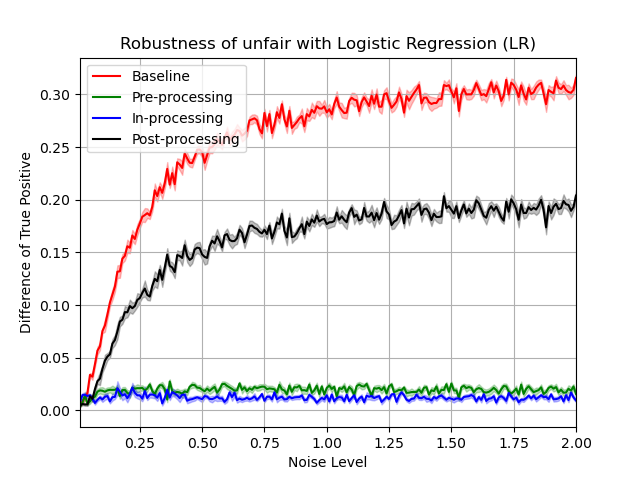 Robustness of unfair with Logistic Regression (LR)
Baseline
Pre-processing
In-processing
Post-processing
Difference of True Positive
0.30
0.25
0.20
0.15
0.10
0.05
0.00
0.25 0.50 0.75 1.00 1.25 1.50 1.75 2.00
Noise Level